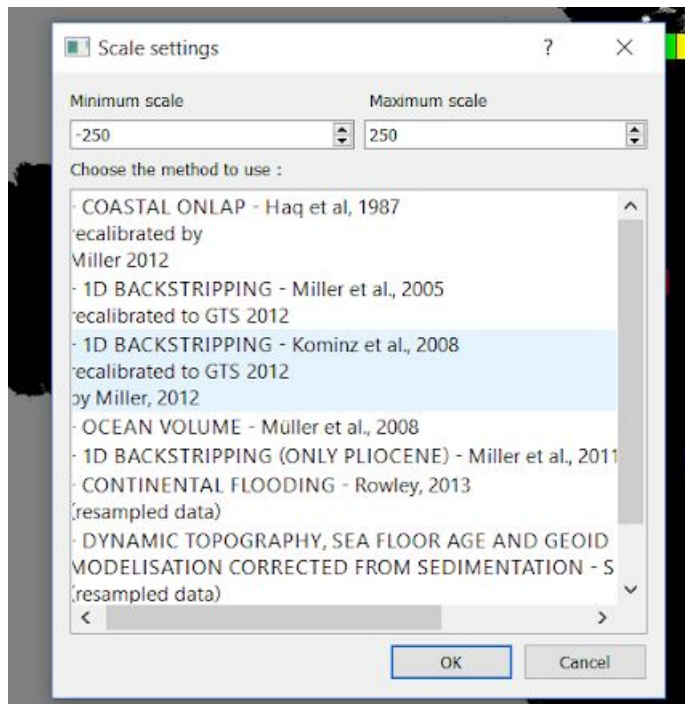 Scale settings
?
Minimum scale
Maximum scale
-250
250
Choose the method to use :
- COASTAL ONLAP - Haq et al, 1987
recalibrated by
Miller 2012
- 1D BACKSTRIPPING - Miller et al., 2005
recalibrated to GTS 2012
- 1D BACKSTRIPPING - Kominz et al., 2008
recalibrated to GTS 2012
by Miller, 2012
- OCEAN VOLUME - Müller et al., 2008
- 1D BACKSTRIPPING (ONLY PLIOCENE) - Miller et al., 2011
- CONTINENTAL FLOODING - Rowley, 2013
(resampled data)
- DYNAMIC TOPOGRAPHY, SEA FLOOR AGE AND GEOID
MODELISATION CORRECTED FROM SEDIMENTATION - S
(resampled data)
OK
Cancel